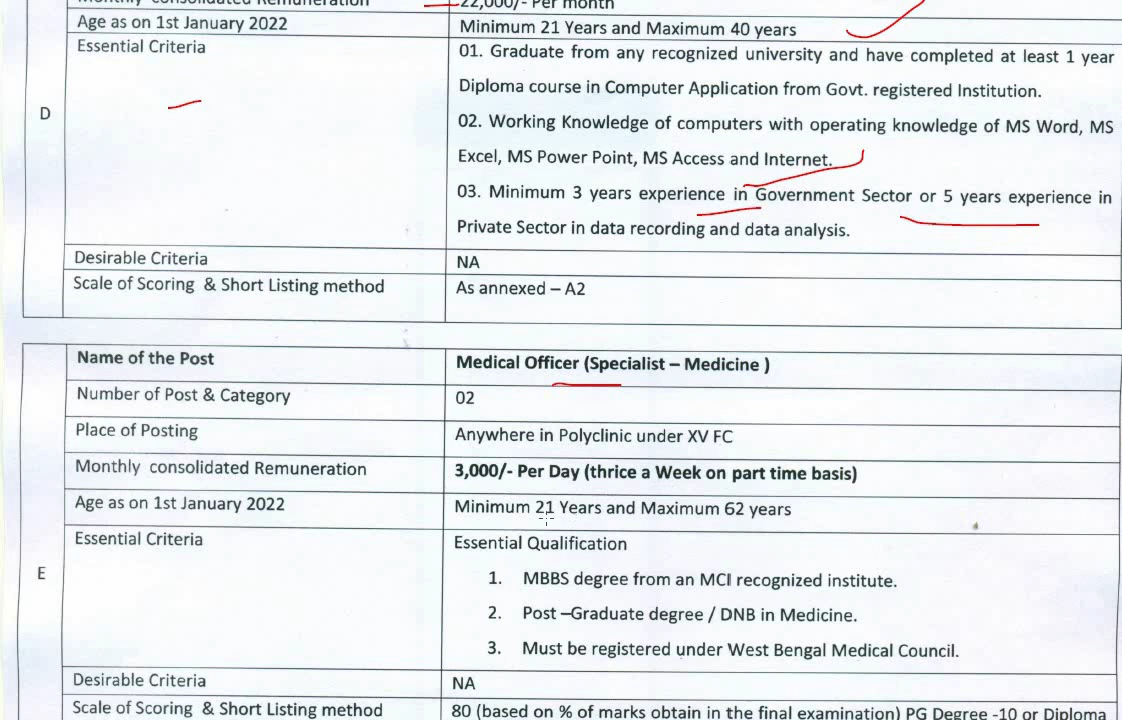 Monthly consolidated Remuneration 22,000/- Per month
Age as on 1st January 2022 Minimum 21 Years and Maximum 40 years
Essential Criteria
01. Graduate from any recognized university and have completed at least 1 year
Diploma course in Computer Application from Govt. registered Institution.
D
02. Working Knowledge of computers with operating knowledge of MS Word, MS
Excel, MS Power Point, MS Access and Internet.
03. Minimum 3 years experience in Government Sector or 5 years experience in
Private Sector in data recording and data analysis.
Desirable Criteria NA
Scale of Scoring & Short Listing method As annexed – A2
Name of the Post Medical Officer (Specialist – Medicine )
Number of Post & Category 02
Place of Posting Anywhere in Polyclinic under XV FC
Monthly consolidated Remuneration 3,000/- Per Day (thrice a Week on part time basis)
Age as on 1st January 2022 Minimum 21 Years and Maximum 62 years
Essential Criteria Essential Qualification
E
1. MBBS degree from an MCI recognized institute.
2. Post –Graduate degree / DNB in Medicine.
3. Must be registered under West Bengal Medical Council.
Desirable Criteria NA
Scale of Scoring & Short Listing method 80 (based on % of marks obtain in the final examination) PG Degree -10 or Diploma